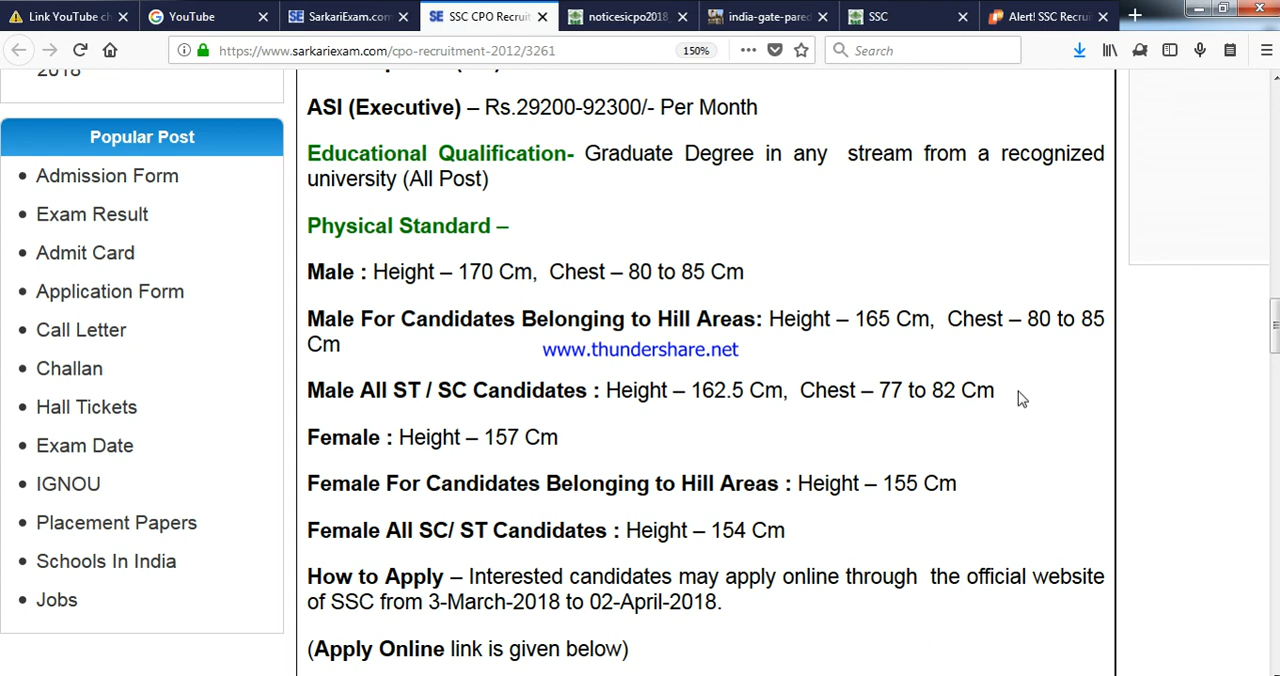 Link YouTube ch
YouTube
SarkariExam.com
SSC CPO Recruit
noticesicpo2018
india-gate-pared
SSC
Alert! SSC Recru
https://www.sarkariexam.com/cpo-recruitment-2012/3261
150%
Search
2018
Popular Post
Admission Form
Exam Result
Admit Card
Application Form
Call Letter
Challan
Hall Tickets
Exam Date
IGNOU
Placement Papers
Schools In India
Jobs
ASI (Executive) – Rs.29200-92300/- Per Month
Educational Qualification- Graduate Degree in any stream from a recognized
university (All Post)
Physical Standard –
Male : Height – 170 Cm, Chest – 80 to 85 Cm
Male For Candidates Belonging to Hill Areas: Height – 165 Cm, Chest – 80 to 85
Cm
www.thundershare.net
Male All ST / SC Candidates : Height – 162.5 Cm, Chest – 77 to 82 Cm
Female : Height – 157 Cm
Female For Candidates Belonging to Hill Areas : Height – 155 Cm
Female All SC/ ST Candidates : Height – 154 Cm
How to Apply – Interested candidates may apply online through the official website
of SSC from 3-March-2018 to 02-April-2018.
(Apply Online link is given below)